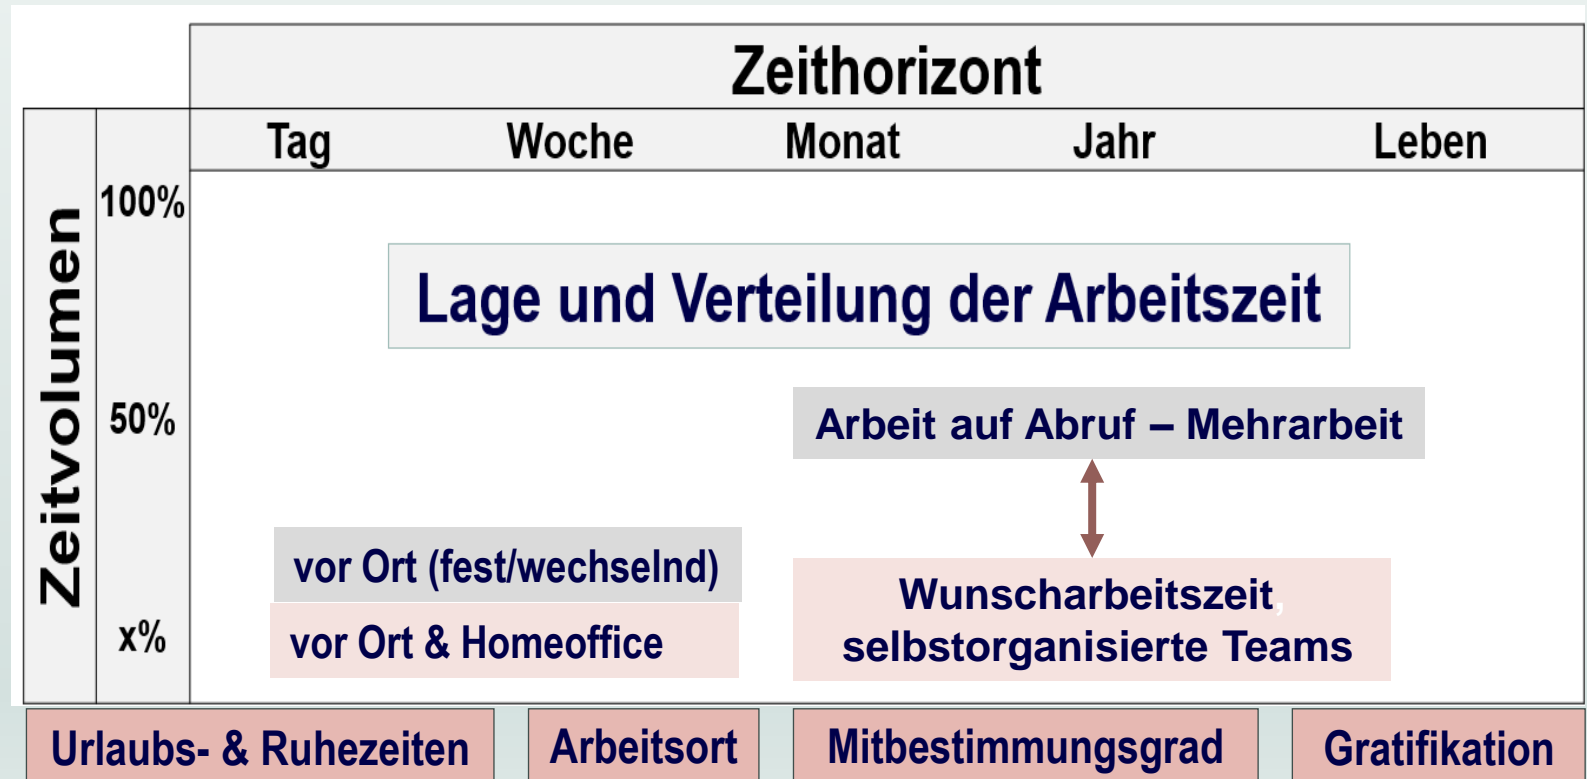 Zeithorizont
Tag Woche Monat Jahr Leben
Zeitvolumen
100%
50%
x%
Lage und Verteilung der Arbeitszeit
Arbeit auf Abruf – Mehrarbeit
vor Ort (fest/wechselnd)
vor Ort & Homeoffice
Wunscharbeitszeit,
selbstorganisierte Teams
Urlaubs- & Ruhezeiten Arbeitsort Mitbestimmungsgrad Gratifikation